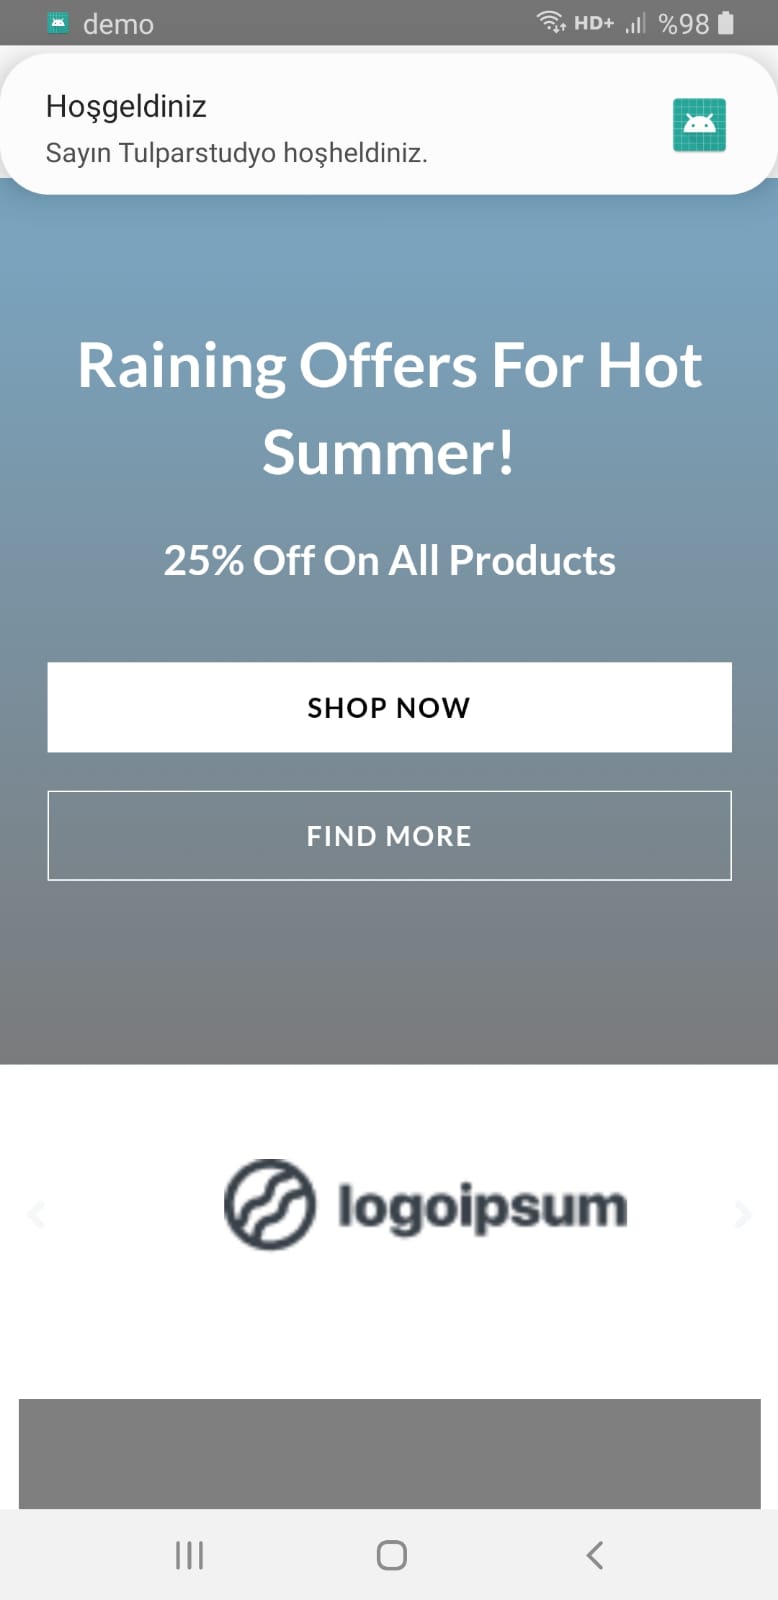 demo
HD+ %98
Hoşgeldiniz
Sayın Tulparstudyo hoşheldiniz.
Raining Offers For Hot
Summer!
25% Off On All Products
SHOP NOW
FIND MORE
logoipsum